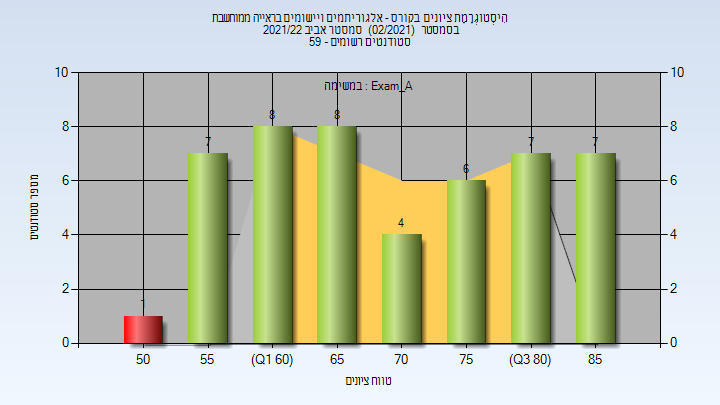 היסטוגרמת ציונים בקורס - אלגוריתמים ויישומים בראייה ממוחשבת
בסמסטר (02/2021) סמסטר אביב 2021/22
סטודנטים רשומים - 59
במשימה : Exam_A
10 10
8 8
6 6
4 4
2 2
0 0
1 7 8 8 4 6 7 7
מספר סטודנטים
50 55 (Q1 60) 65 70 75 (Q3 80) 85
טווח ציונים